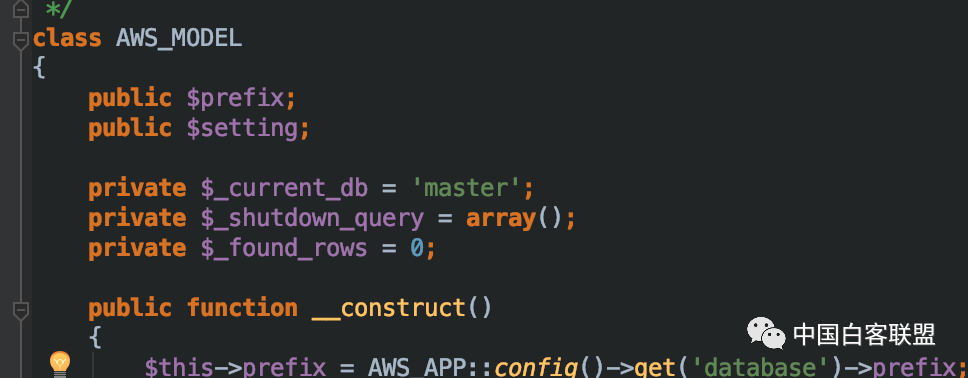 */
class AWS_MODEL
{
    public $prefix;
    public $setting;

    private $_current_db = 'master';
    private $_shutdown_query = array();
    private $_found_rows = 0;

    public function __construct()
    {
        $this->prefix = AWS_APP::config()->get('database')->prefix;
中国白客联盟